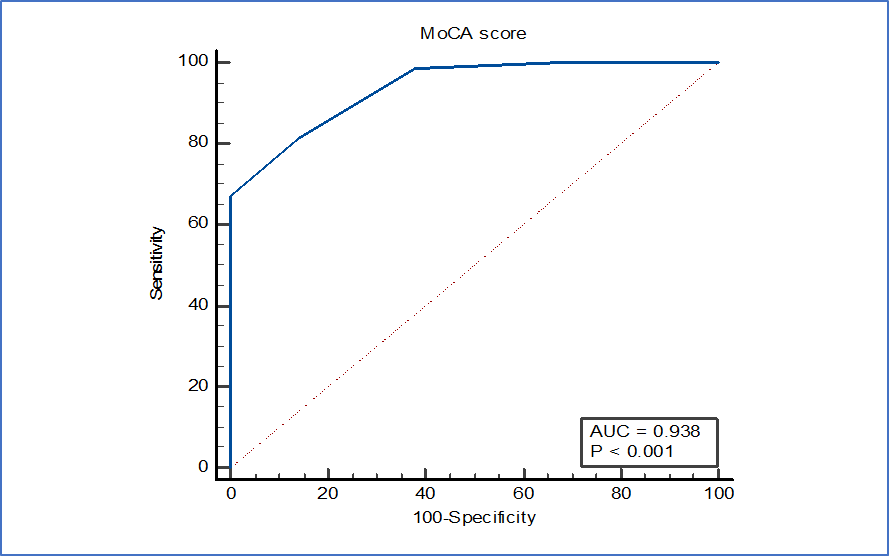 MoCA score
100
80
60
40
20
0
Sensitivity
0 20 40 60 80 100
100-Specificity
AUC = 0.938
P < 0.001